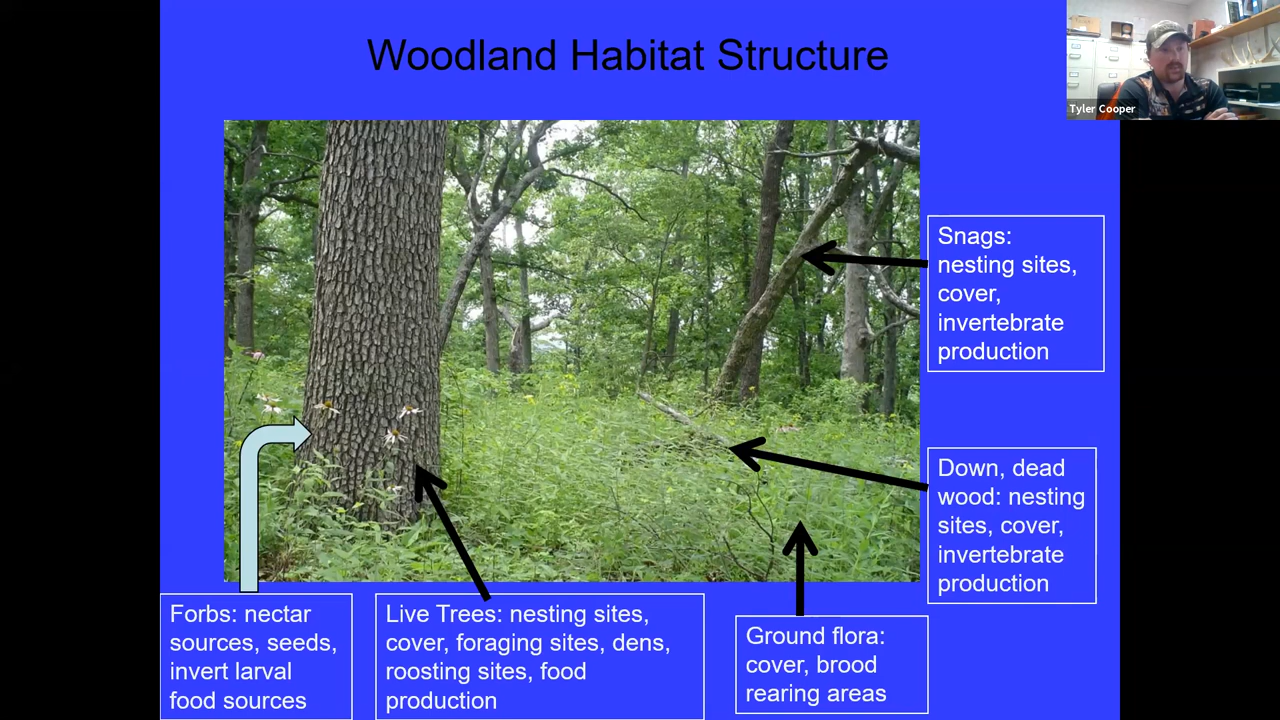 Woodland Habitat Structure
Tyler Cooper
Snags:
nesting sites,
cover,
invertebrate
production
Down, dead
wood: nesting
sites, cover,
invertebrate
production
Forbs: nectar
sources, seeds,
invert larval
food sources
Live Trees: nesting sites,
cover, foraging sites, dens,
roosting sites, food
production
Ground flora:
cover, brood
rearing areas